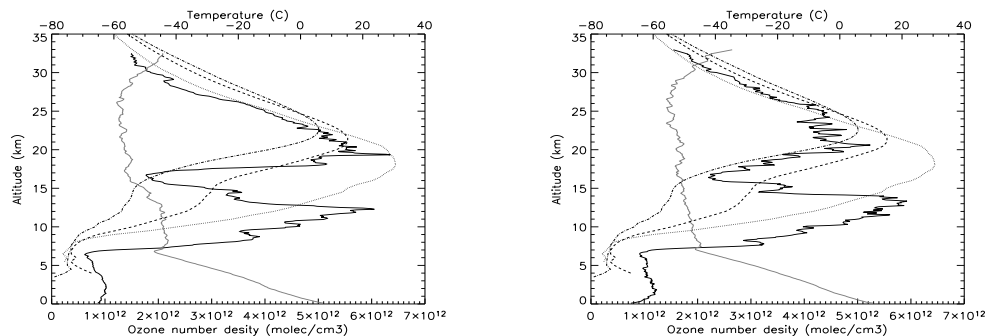 Temperature (C)
-80 -60 -40 -20 0 20 40
35
30
25
20
15
10
5
0
Altitude (km)
0 1×10¹² 2×10¹² 3×10¹² 4×10¹² 5×10¹² 6×10¹² 7×10¹²
Ozone number desity (molec/cm3)
Temperature (C)
-80 -60 -40 -20 0 20 40
35
30
25
20
15
10
5
0
Altitude (km)
0 1×10¹² 2×10¹² 3×10¹² 4×10¹² 5×10¹² 6×10¹² 7×10¹²
Ozone number desity (molec/cm3)